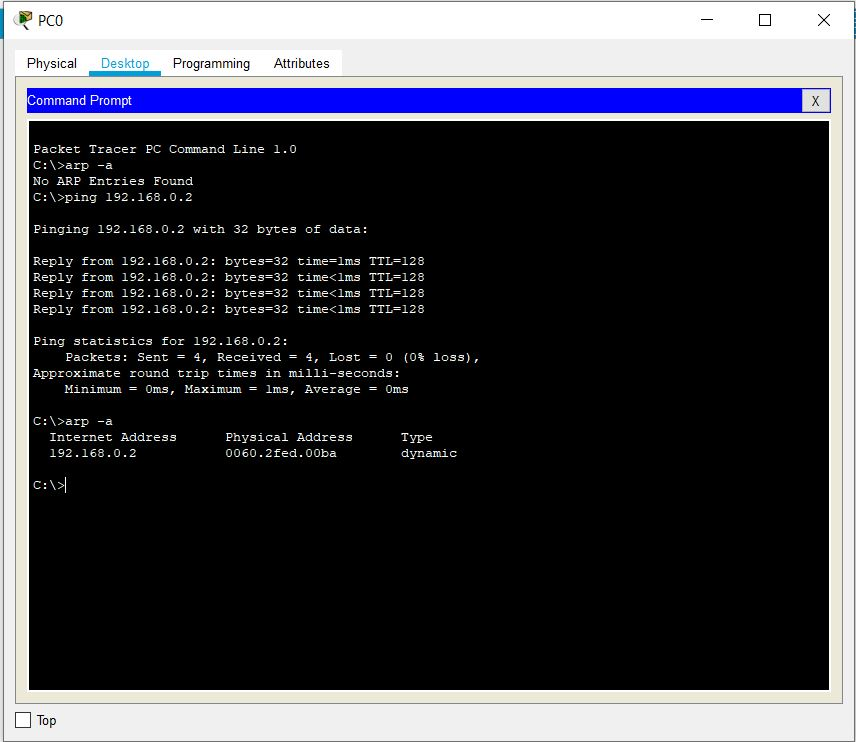 PC0
Physical Desktop Programming Attributes
Command Prompt X
Packet Tracer PC Command Line 1.0
C:\>arp -a
No ARP Entries Found
C:\>ping 192.168.0.2
Pinging 192.168.0.2 with 32 bytes of data:
Reply from 192.168.0.2: bytes=32 time=1ms TTL=128
Reply from 192.168.0.2: bytes=32 time<1ms TTL=128
Reply from 192.168.0.2: bytes=32 time<1ms TTL=128
Reply from 192.168.0.2: bytes=32 time<1ms TTL=128
Ping statistics for 192.168.0.2:
    Packets: Sent = 4, Received = 4, Lost = 0 (0% loss),
Approximate round trip times in milli-seconds:
    Minimum = 0ms, Maximum = 1ms, Average = 0ms
C:\>arp -a
  Internet Address      Physical Address      Type
  192.168.0.2           0060.2fed.00ba        dynamic
C:\>
Top